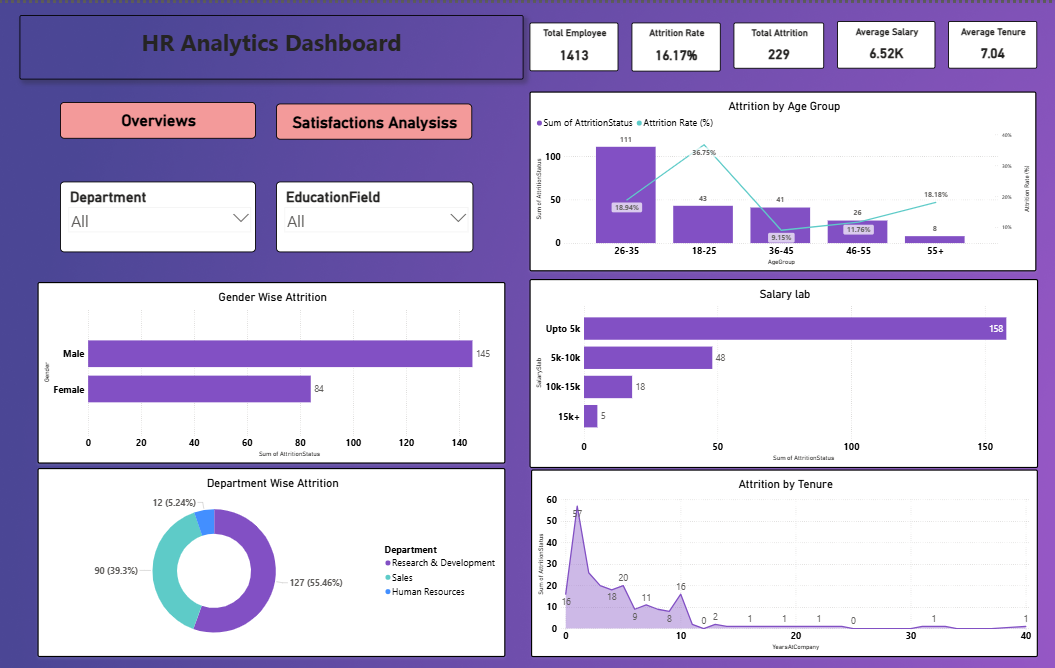 HR Analytics Dashboard
Total Employee
1413
Attrition Rate
16.17%
Total Attrition
229
Average Salary
6.52K
Average Tenure
7.04
Overviews
Satisfactions Analysiss
Department
All
EducationField
All
Attrition by Age Group
Sum of AttritionStatus Attrition Rate (%)
Sum of AttritionStatus
100
50
0
111
43
41
26
8
18.94%
36.75%
9.15%
11.76%
18.18%
40%
30%
20%
10%
Attrition Rate (%)
26-35 18-25 36-45 46-55 55+
AgeGroup
Gender Wise Attrition
Gender
Male
145
Female
84
0 20 40 60 80 100 120 140
Sum of AttritionStatus
Salary lab
SalarySlab
Upto 5k
158
5k-10k
48
10k-15k
18
15k+
5
0 50 100 150
Sum of AttritionStatus
Department Wise Attrition
12 (5.24%)
90 (39.3%)
127 (55.46%)
Department
Research & Development
Sales
Human Resources
Attrition by Tenure
Sum of AttritionStatus
60
50
40
30
20
10
0
16
57
18
20
9
11
8
16
0
2
1
1
1
0
1
1
0 10 20 30 40
YearsAtCompany